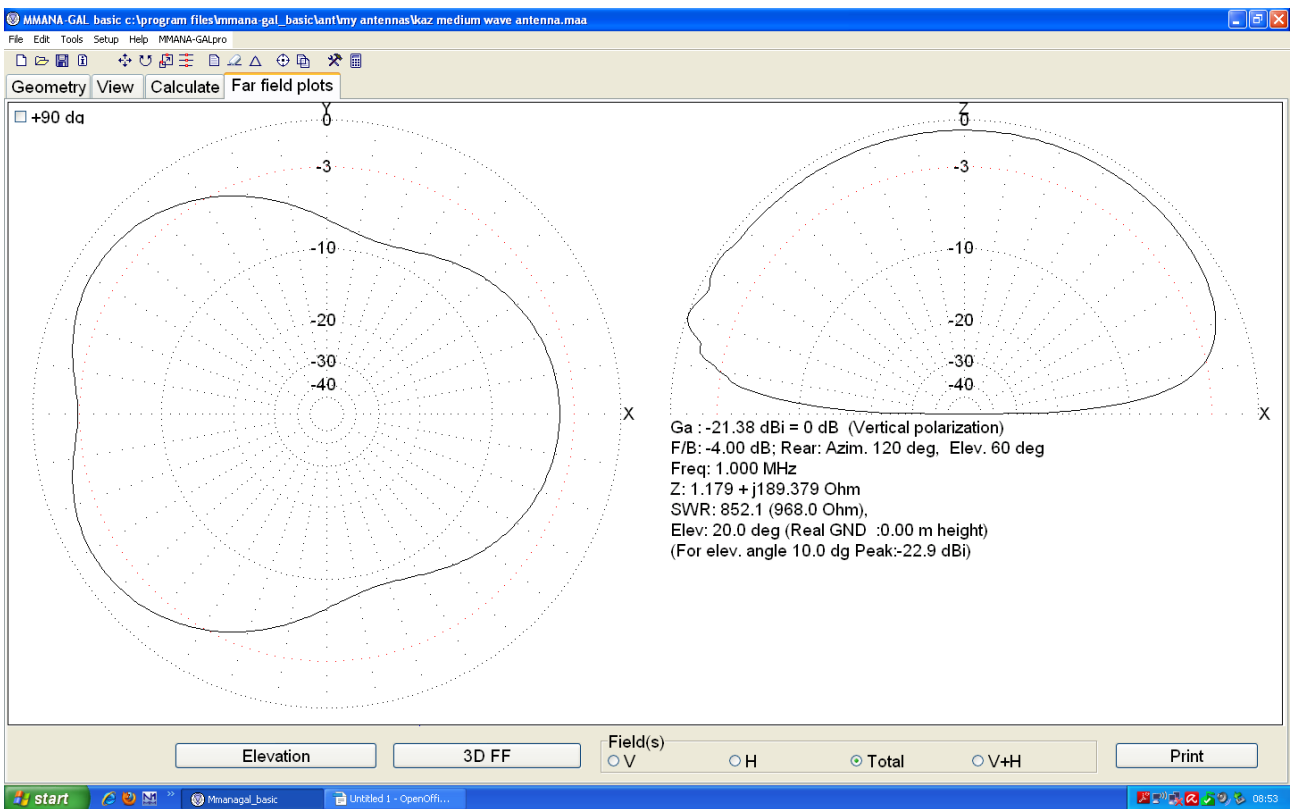 MMANA-GAL basic c:\program files\mmana-gal_basic\ant\my antennas\kaz medium wave antenna.maa
File Edit Tools Setup Help MMANA-GALpro
Geometry View Calculate Far field plots
+90 dg
Y
0
-3
-10
-20
-30
-40
X
Z
0
-3
-10
-20
-30
-40
X
Ga : -21.38 dBi = 0 dB (Vertical polarization)
F/B: -4.00 dB; Rear: Azim. 120 deg, Elev. 60 deg
Freq: 1.000 MHz
Z: 1.179 + j189.379 Ohm
SWR: 852.1 (968.0 Ohm),
Elev: 20.0 deg (Real GND :0.00 m height)
(For elev. angle 10.0 dg Peak:-22.9 dBi)
Elevation
3D FF
Field(s)
V
H
Total
V+H
Print
start
Mmanagal_basic
Untitled 1 - OpenOffi...
08:53